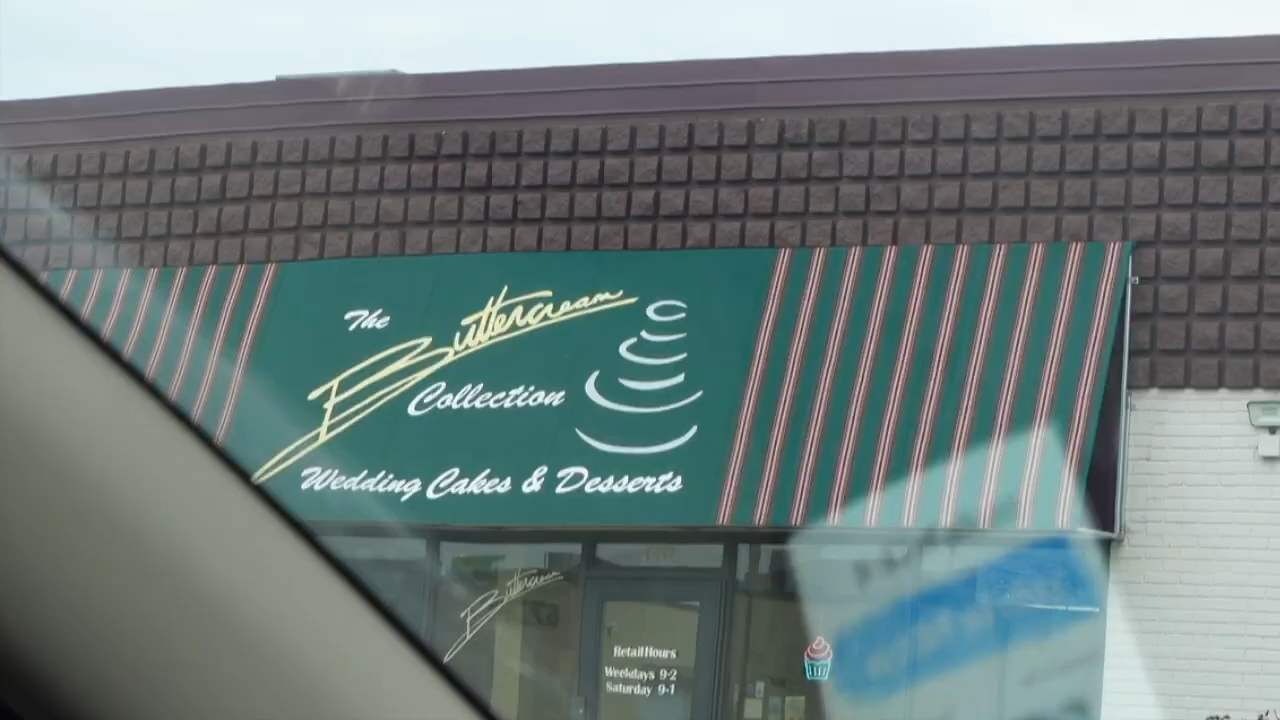 The
Buttercream
Collection
Wedding Cakes & Desserts
Buttercream
Retail Hours
Weekdays 9-2
Saturday 9-1